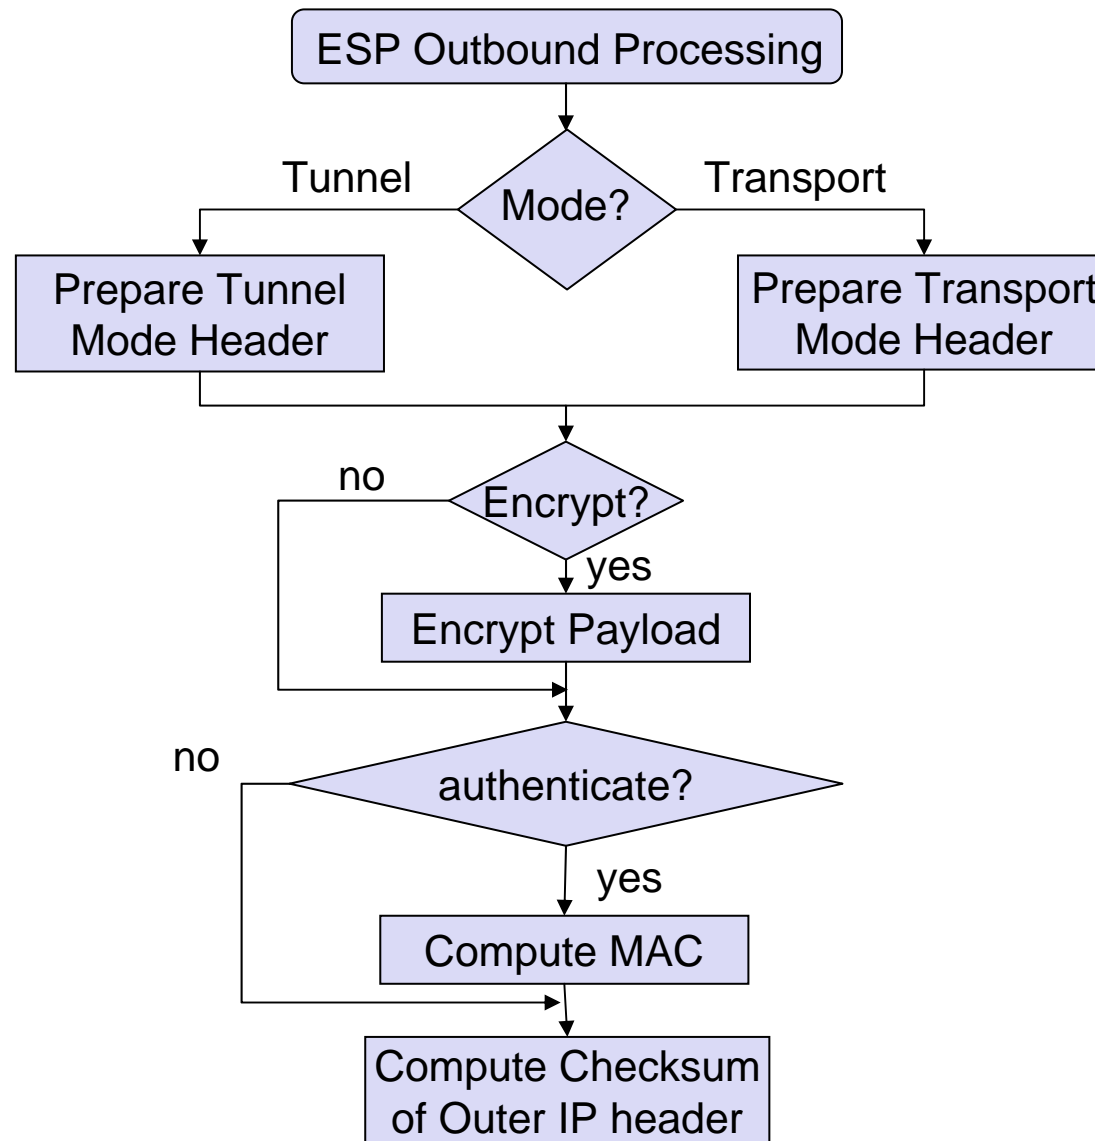 ESP Outbound Processing
Tunnel
Mode?
Transport
Prepare Tunnel
Mode Header
Prepare Transport
Mode Header
no
Encrypt?
yes
Encrypt Payload
no
authenticate?
yes
Compute MAC
Compute Checksum
of Outer IP header